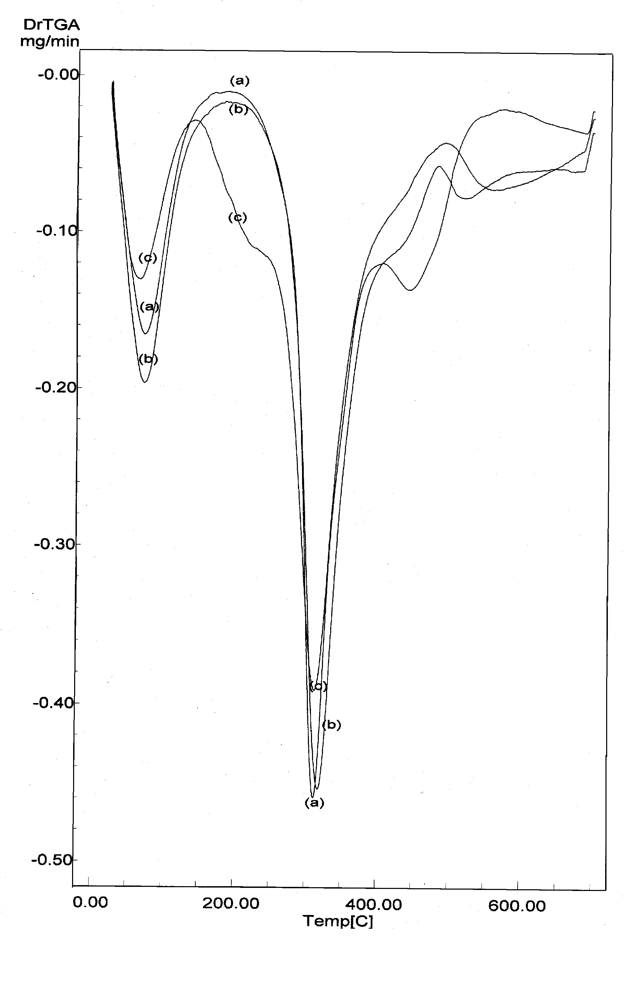 DrTGA
mg/min
-0.00
(a)
(b)
(c)
-0.10
(c)
(a)
(b)
-0.20
-0.30
(c)
-0.40
(b)
(a)
-0.50
0.00 200.00 400.00 600.00
Temp[C]